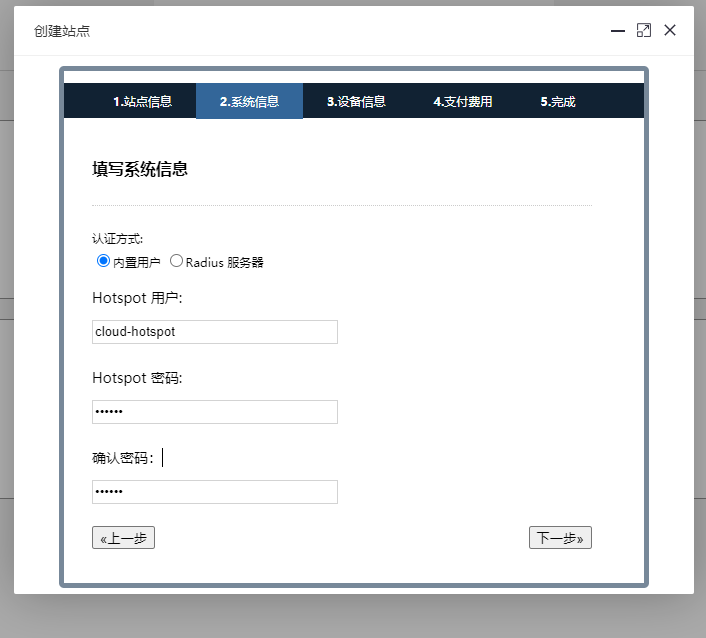 创建站点
1.站点信息 2.系统信息 3.设备信息 4.支付费用 5.完成
填写系统信息
认证方式:
内置用户 Radius 服务器
Hotspot 用户:
cloud-hotspot
Hotspot 密码:
••••••
确认密码：
••••••
«上一步 下一步»